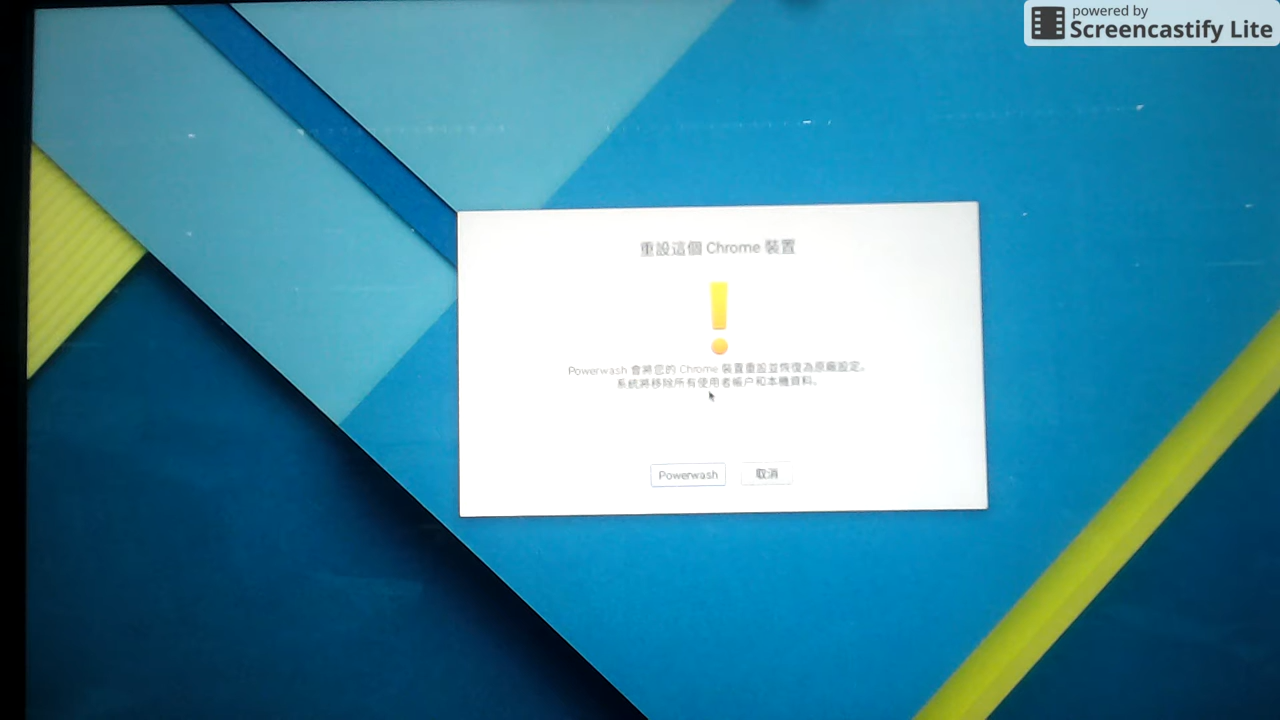 powered by
Screencastify Lite
重設這個 Chrome 裝置
Powerwash 會將您的 Chrome 裝置重設並恢復為原廠設定。
系統將移除所有使用者帳戶和本機資料。
Powerwash
取消